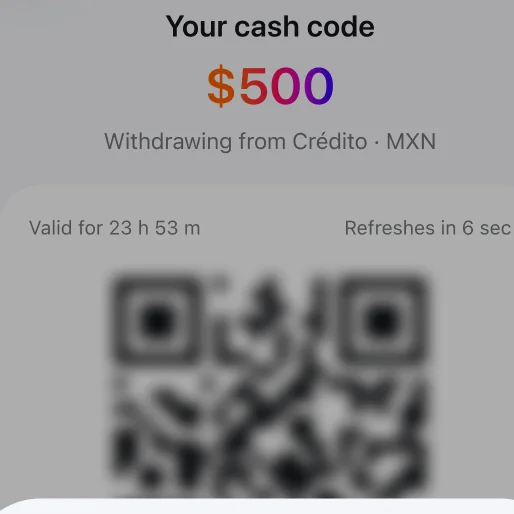 Your cash code
$500
Withdrawing from Crédito · MXN
Valid for 23 h 53 m
Refreshes in 6 sec